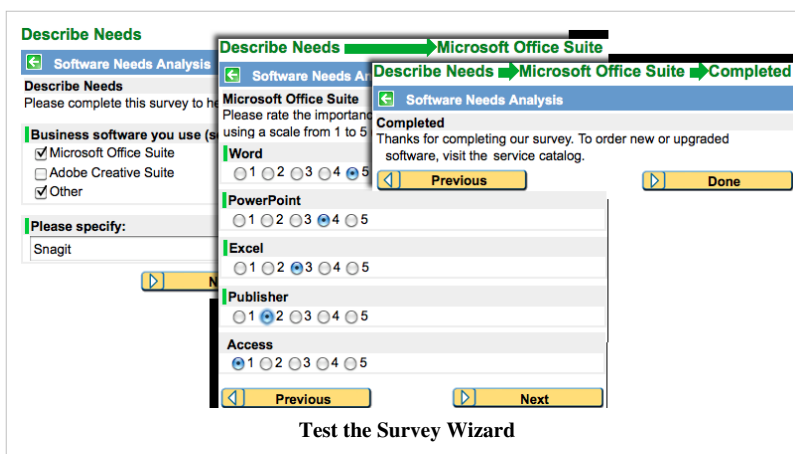 Describe Needs
Software Needs Analysis
Describe Needs
Please complete this survey to he
Business software you use (s
Microsoft Office Suite
Adobe Creative Suite
Other
Please specify:
Snagit
N
Describe Needs Microsoft Office Suite
Software Needs An
Microsoft Office Suite
Please rate the importanc
using a scale from 1 to 5
Word
1 2 3 4 5
PowerPoint
1 2 3 4 5
Excel
1 2 3 4 5
Publisher
1 2 3 4 5
Access
1 2 3 4 5
Previous Next
Describe Needs Microsoft Office Suite Completed
Software Needs Analysis
Completed
Thanks for completing our survey. To order new or upgraded
software, visit the service catalog.
Previous Done
Test the Survey Wizard